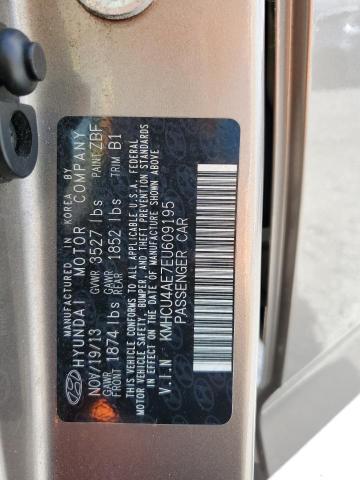 MANUFACTURED IN KOREA BY
HYUNDAI MOTOR COMPANY
NOV/19/13 GVWR 3527 lbs PAINT ZBF
GAWR FRONT 1874 lbs GAWR REAR 1852 lbs TRIM B1
THIS VEHICLE CONFORMS TO ALL APPLICABLE U.S.A. FEDERAL
MOTOR VEHICLE SAFETY, BUMPER, AND THEFT PREVENTION STANDARDS
IN EFFECT ON THE DATE OF MANUFACTURE SHOWN ABOVE.
V.I.N KMHCU4AE7EU609195
PASSENGER CAR